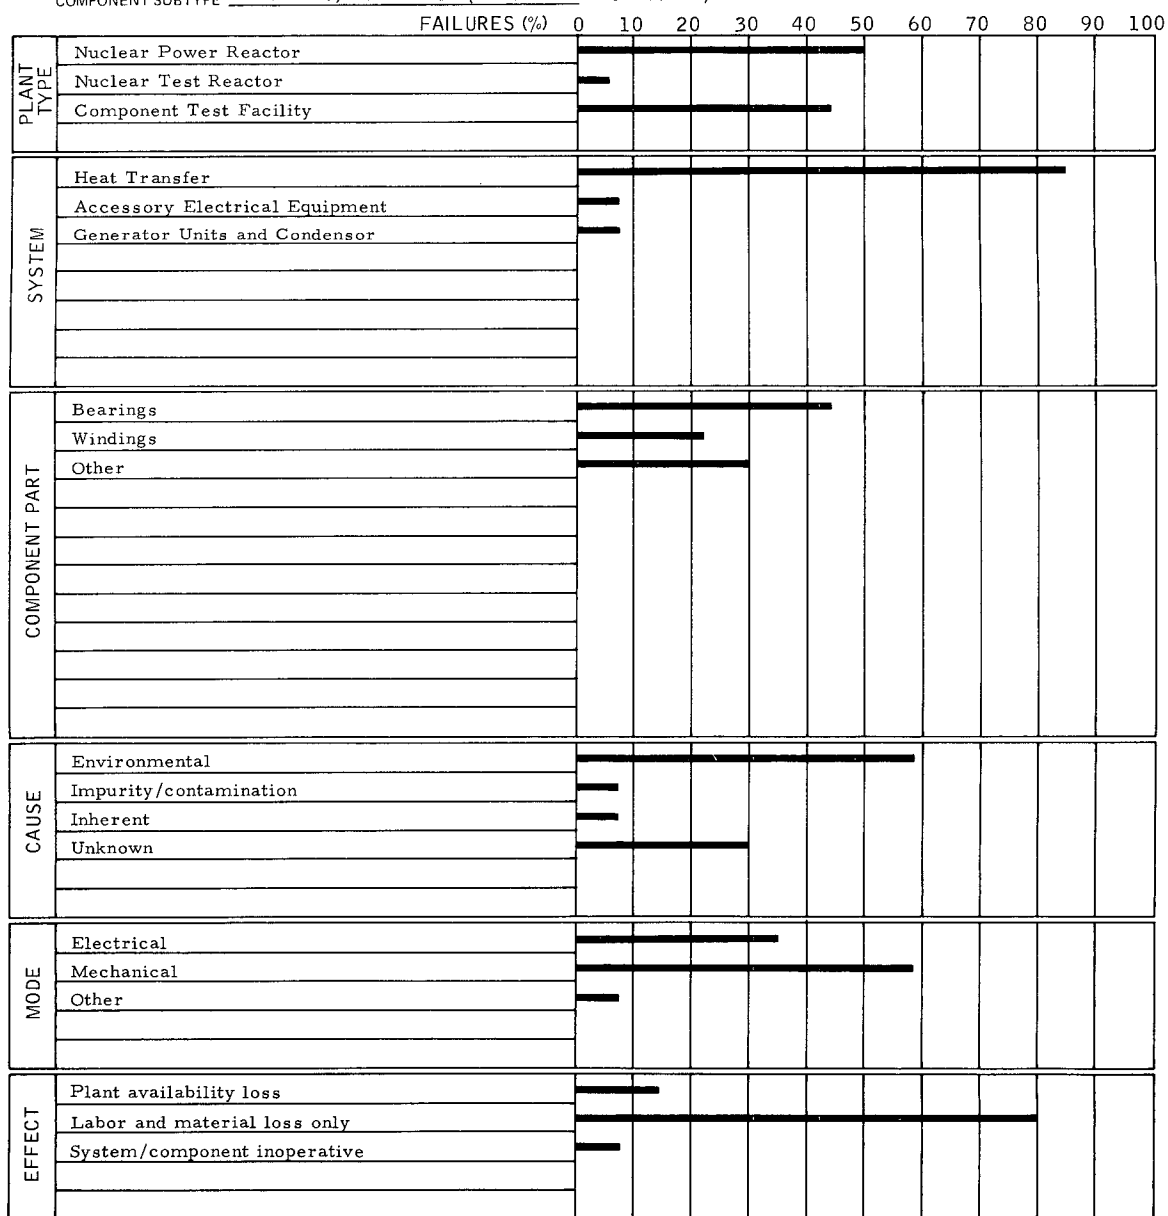 COMPONENT SUBTYPE
FAILURES (%) 0 10 20 30 40 50 60 70 80 90 100
PLANT TYPE
Nuclear Power Reactor
Nuclear Test Reactor
Component Test Facility
SYSTEM
Heat Transfer
Accessory Electrical Equipment
Generator Units and Condensor
COMPONENT PART
Bearings
Windings
Other
CAUSE
Environmental
Impurity/contamination
Inherent
Unknown
MODE
Electrical
Mechanical
Other
EFFECT
Plant availability loss
Labor and material loss only
System/component inoperative